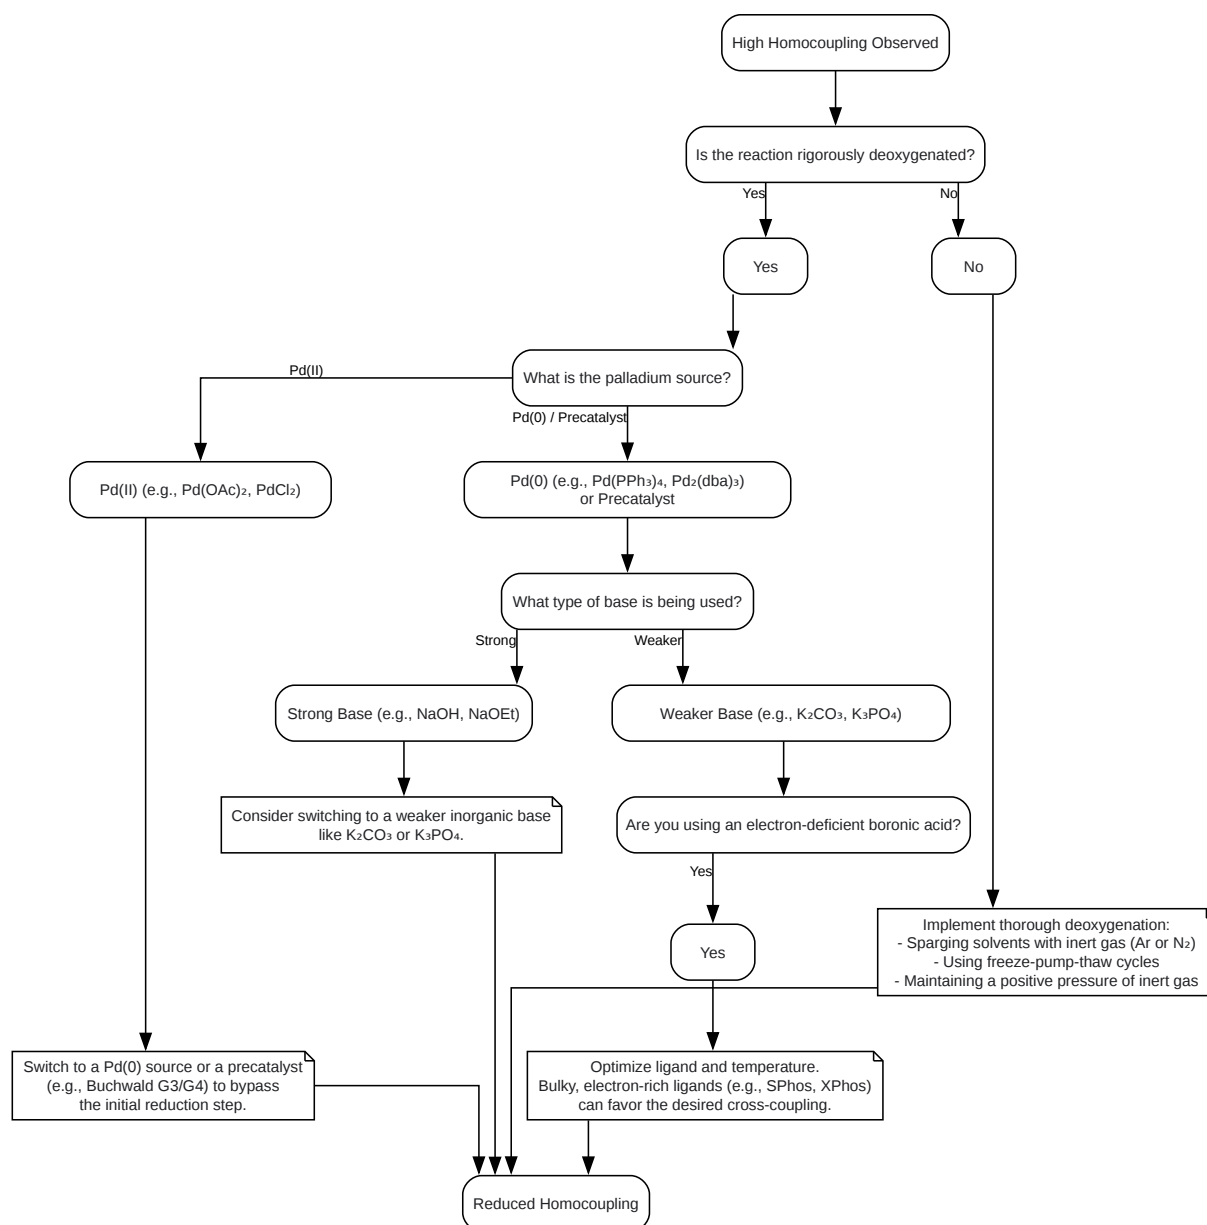 High Homocoupling Observed
Is the reaction rigorously deoxygenated?
Yes
No
Yes
No
What is the palladium source?
Pd(II)
Pd(0) / Precatalyst
Pd(II) (e.g., Pd(OAc)₂, PdCl₂)
Pd(0) (e.g., Pd(PPh₃)₄, Pd₂(dba)₃)
or Precatalyst
What type of base is being used?
Strong
Weaker
Strong Base (e.g., NaOH, NaOEt)
Weaker Base (e.g., K₂CO₃, K₃PO₄)
Consider switching to a weaker inorganic base
like K₂CO₃ or K₃PO₄.
Are you using an electron-deficient boronic acid?
Yes
Yes
Implement thorough deoxygenation:
- Sparging solvents with inert gas (Ar or N₂)
- Using freeze-pump-thaw cycles
- Maintaining a positive pressure of inert gas
Switch to a Pd(0) source or a precatalyst
(e.g., Buchwald G3/G4) to bypass
the initial reduction step.
Optimize ligand and temperature.
Bulky, electron-rich ligands (e.g., SPhos, XPhos)
can favor the desired cross-coupling.
Reduced Homocoupling